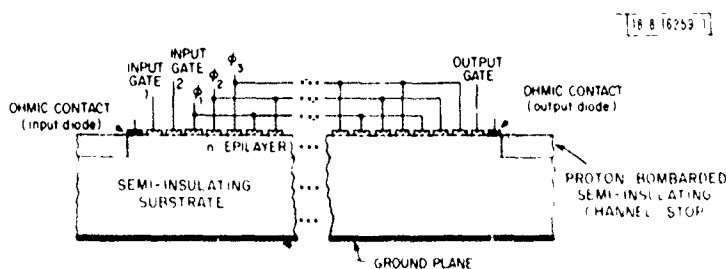 18-8-16259-1
INPUT GATE 1
INPUT GATE 2
ϕ1
ϕ2
ϕ3
OUTPUT GATE
OHMIC CONTACT
(input diode)
OHMIC CONTACT
(output diode)
n EPILAYER
SEMI-INSULATING
SUBSTRATE
PROTON BOMBARDED
SEMI-INSULATING
CHANNEL STOP
GROUND PLANE